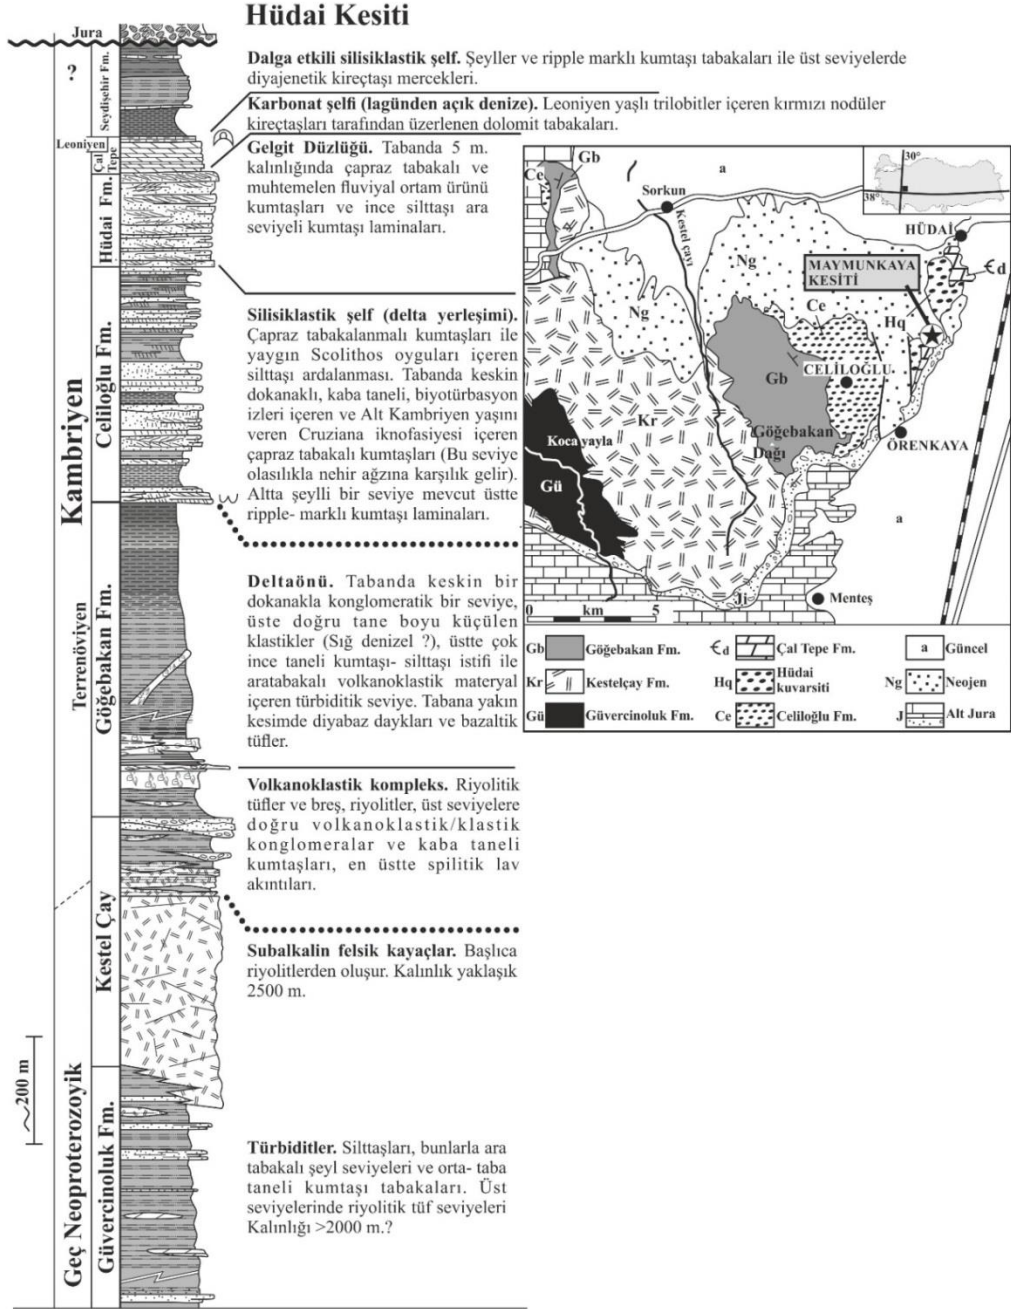 Hüdai Kesiti
Jura
?
Seydişehir Fm.
Leoniyen
Çal
Tepe
Hüdai Fm.
Celiloğlu Fm.
Kambriyen
Terrenöviyen
Göğebakan Fm.
Kestel Çay
Geç Neoproterozoyik
Güvercinoluk Fm.
~200 m
Dalga etkili silisiklastik şelf. Şeyller ve ripple marklı kumtaşı tabakaları ile üst seviyelerde
diyajenetik kireçtaşı mercekleri.
Karbonat şelfi (lagünden açık denize). Leoniyen yaşlı trilobitler içeren kırmızı nodüler
kireçtaşları tarafından üzerlenen dolomit tabakaları.
Gelgit Düzlüğü. Tabanda 5 m.
kalınlığında çapraz tabakalı ve
muhtemelen fluviyal ortam ürünü
kumtaşları ve ince silttaşı ara
seviyeli kumtaşı laminaları.
Silisiklastik şelf (delta yerleşimi).
Çapraz tabakalanmalı kumtaşları ile
yaygın Scolithos oyguları içeren
silttaşı ardalanması. Tabanda keskin
dokanaklı, kaba taneli, biyotürbasyon
izleri içeren ve Alt Kambriyen yaşını
veren Cruziana iknofasiyesi içeren
çapraz tabakalı kumtaşları (Bu seviye
olasılıkla nehir ağzına karşılık gelir).
Altta şeylli bir seviye mevcut üstte
ripple- marklı kumtaşı laminaları.
Deltaönü. Tabanda keskin bir
dokanakla konglomeratik bir seviye,
üste doğru tane boyu küçülen
klastikler (Sığ denizel ?), üstte çok
ince taneli kumtaşı- silttaşı istifi ile
aratabakalı volkanoklastik materyal
içeren türbiditik seviye. Tabana yakın
kesimde diyabaz daykları ve bazaltik
tüfler.
Volkanoklastik kompleks. Riyolitik
tüfler ve breş, riyolitler, üst seviyelere
doğru volkanoklastik/klastik
konglomeralar ve kaba taneli
kumtaşları, en üstte spilitik lav
akıntıları.
Subalkalin felsik kayaçlar. Başlıca
riyolitlerden oluşur. Kalınlık yaklaşık
2500 m.
Türbiditler. Silttaşları, bunlarla ara
tabakalı şeyl seviyeleri ve orta- taba
taneli kumtaşı tabakaları. Üst
seviyelerinde riyolitik tüf seviyeleri
Kalınlığı >2000 m.?
Gb
Ce
Sorkun
a
30°
38°
Kestel çayı
HÜDAİ
Ng
MAYMUNKAYA
KESİTİ
Єd
Ng
Ce
Hq
Gb
CELİLOĞLU
Kr
Göğebakan
Dağı
ÖRENKAYA
Koca yayla
Gü
a
Ji
Menteş
0 km 5
Gb Göğebakan Fm. Єd Çal Tepe Fm. a Güncel
Kr Kestelçay Fm. Hq Hüdai
kuvarsiti Ng Neojen
Gü Güvercinoluk Fm. Ce Celiloğlu Fm. J Alt Jura